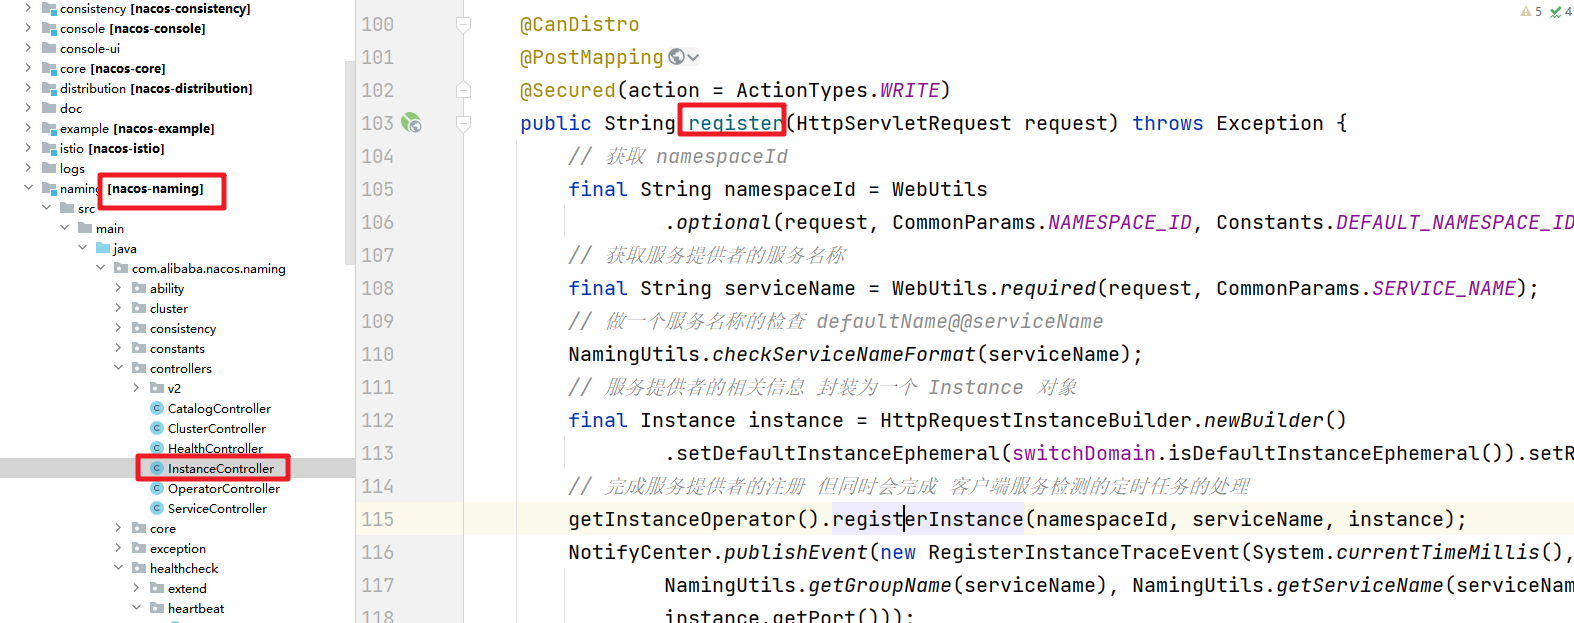 consistency [nacos-consistency]
console [nacos-console]
console-ui
core [nacos-core]
distribution [nacos-distribution]
doc
example [nacos-example]
istio [nacos-istio]
logs
naming [nacos-naming]
src
main
java
com.alibaba.nacos.naming
ability
cluster
consistency
constants
controllers
v2
CatalogController
ClusterController
HealthController
InstanceController
OperatorController
ServiceController
core
exception
healthcheck
extend
heartbeat
5 4
100 @CanDistro
101 @PostMapping
102 @Secured(action = ActionTypes.WRITE)
103 public String register(HttpServletRequest request) throws Exception {
104 // 获取 namespaceId
105 final String namespaceId = WebUtils
106 .optional(request, CommonParams.NAMESPACE_ID, Constants.DEFAULT_NAMESPACE_ID
107 // 获取服务提供者的服务名称
108 final String serviceName = WebUtils.required(request, CommonParams.SERVICE_NAME);
109 // 做一个服务名称的检查 defaultName@@serviceName
110 NamingUtils.checkServiceNameFormat(serviceName);
111 // 服务提供者的相关信息 封装为一个 Instance 对象
112 final Instance instance = HttpRequestInstanceBuilder.newBuilder()
113 .setDefaultInstanceEphemeral(switchDomain.isDefaultInstanceEphemeral()).setR
114 // 完成服务提供者的注册 但同时会完成 客户端服务检测的定时任务的处理
115 getInstanceOperator().registerInstance(namespaceId, serviceName, instance);
116 NotifyCenter.publishEvent(new RegisterInstanceTraceEvent(System.currentTimeMillis(),
117 NamingUtils.getGroupName(serviceName), NamingUtils.getServiceName(serviceNam
118 instance.getPort()));